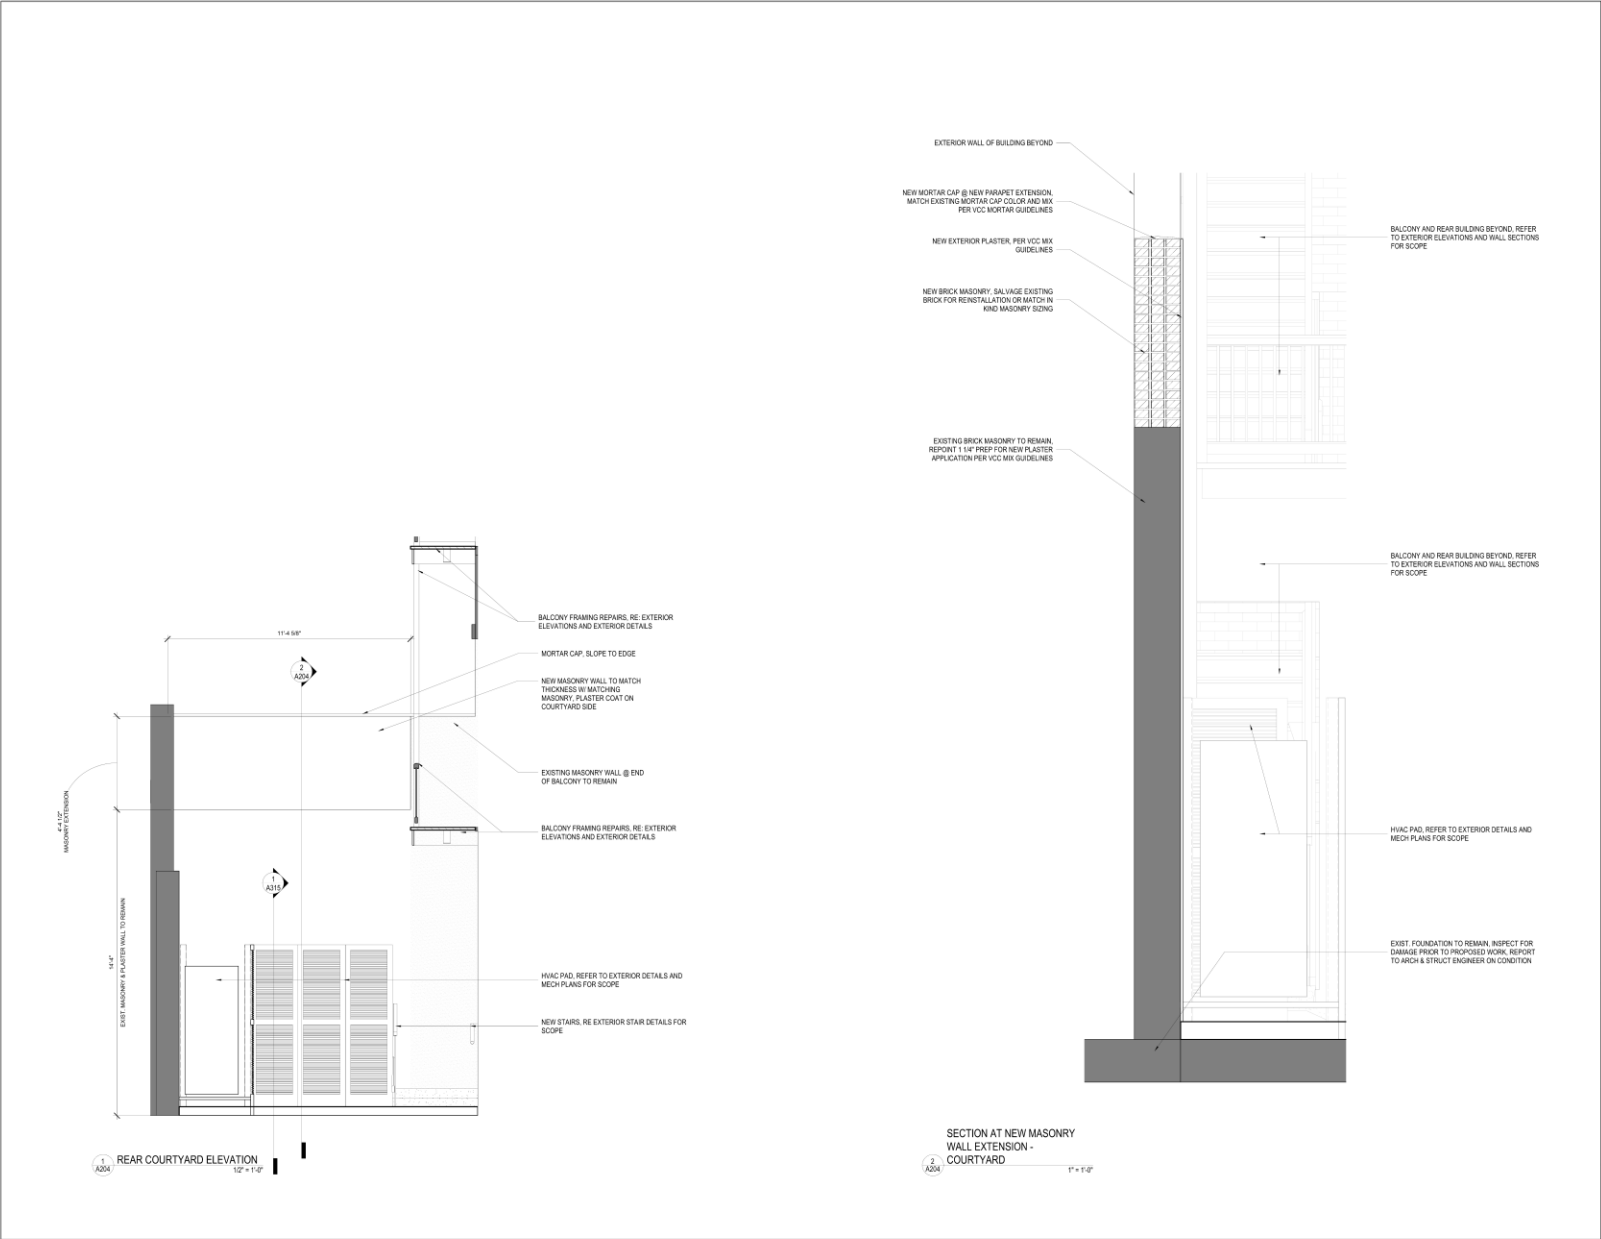 BALCONY FRAMING REPAIRS, RE: EXTERIOR
ELEVATIONS AND EXTERIOR DETAILS
11'-4 5/8"
MORTAR CAP, SLOPE TO EDGE
2
A204
NEW MASONRY WALL TO MATCH
THICKNESS W/ MATCHING
MASONRY, PLASTER COAT ON
COURTYARD SIDE
EXISTING MASONRY WALL @ END
OF BALCONY TO REMAIN
4'-4 1/2"
MASONRY EXTENSION
BALCONY FRAMING REPAIRS, RE: EXTERIOR
ELEVATIONS AND EXTERIOR DETAILS
1
A315
14'-4"
EXIST. MASONRY & PLASTER WALL TO REMAIN
HVAC PAD, REFER TO EXTERIOR DETAILS AND
MECH PLANS FOR SCOPE
NEW STAIRS, RE EXTERIOR STAIR DETAILS FOR
SCOPE
1
A204
REAR COURTYARD ELEVATION
1/2" = 1'-0"
EXTERIOR WALL OF BUILDING BEYOND
NEW MORTAR CAP @ NEW PARAPET EXTENSION,
MATCH EXISTING MORTAR CAP COLOR AND MIX
PER VCC MORTAR GUIDELINES
NEW EXTERIOR PLASTER, PER VCC MIX
GUIDELINES
NEW BRICK MASONRY, SALVAGE EXISTING
BRICK FOR REINSTALLATION OR MATCH IN
KIND MASONRY SIZING
EXISTING BRICK MASONRY TO REMAIN,
REPOINT 1 1/4" PREP FOR NEW PLASTER
APPLICATION PER VCC MIX GUIDELINES
BALCONY AND REAR BUILDING BEYOND, REFER
TO EXTERIOR ELEVATIONS AND WALL SECTIONS
FOR SCOPE
BALCONY AND REAR BUILDING BEYOND, REFER
TO EXTERIOR ELEVATIONS AND WALL SECTIONS
FOR SCOPE
HVAC PAD, REFER TO EXTERIOR DETAILS AND
MECH PLANS FOR SCOPE
EXIST. FOUNDATION TO REMAIN, INSPECT FOR
DAMAGE PRIOR TO PROPOSED WORK, REPORT
TO ARCH & STRUCT ENGINEER ON CONDITION
2
A204
SECTION AT NEW MASONRY
WALL EXTENSION -
COURTYARD
1" = 1'-0"